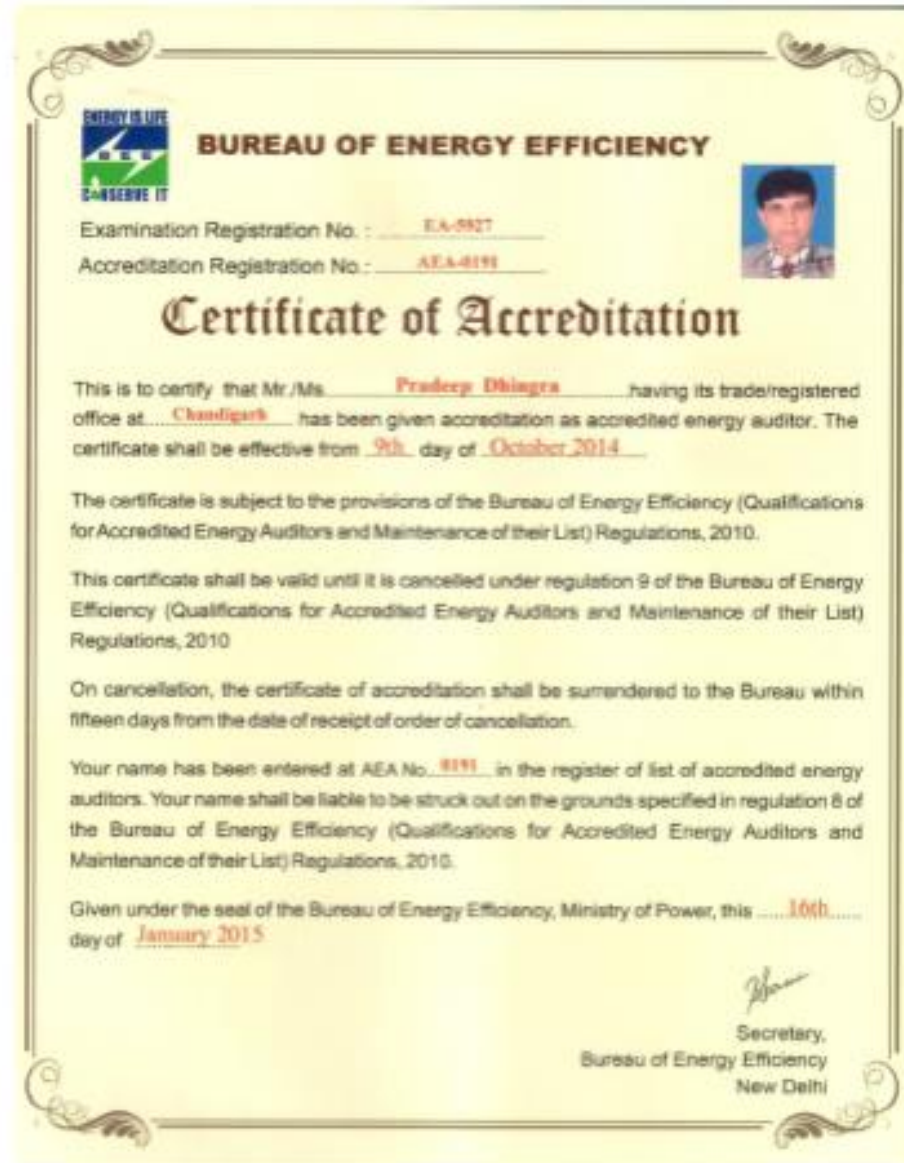 ENERGY IS LIFE
BEE
CONSERVE IT
BUREAU OF ENERGY EFFICIENCY
Examination Registration No. : EA-5927
Accreditation Registration No.: AEA-0191
Certificate of Accreditation
This is to certify that Mr./Ms. Pradeep Dhingra having its trade/registered
office at Chandigarh has been given accreditation as accredited energy auditor. The
certificate shall be effective from 9th day of October 2014
The certificate is subject to the provisions of the Bureau of Energy Efficiency (Qualifications
for Accredited Energy Auditors and Maintenance of their List) Regulations, 2010.
This certificate shall be valid until it is cancelled under regulation 9 of the Bureau of Energy
Efficiency (Qualifications for Accredited Energy Auditors and Maintenance of their List)
Regulations, 2010
On cancellation, the certificate of accreditation shall be surrendered to the Bureau within
fifteen days from the date of receipt of order of cancellation.
Your name has been entered at AEA No. 0191 in the register of list of accredited energy
auditors. Your name shall be liable to be struck out on the grounds specified in regulation 8 of
the Bureau of Energy Efficiency (Qualifications for Accredited Energy Auditors and
Maintenance of their List) Regulations, 2010.
Given under the seal of the Bureau of Energy Efficiency, Ministry of Power, this 16th
day of January 2015
Secretary,
Bureau of Energy Efficiency
New Delhi